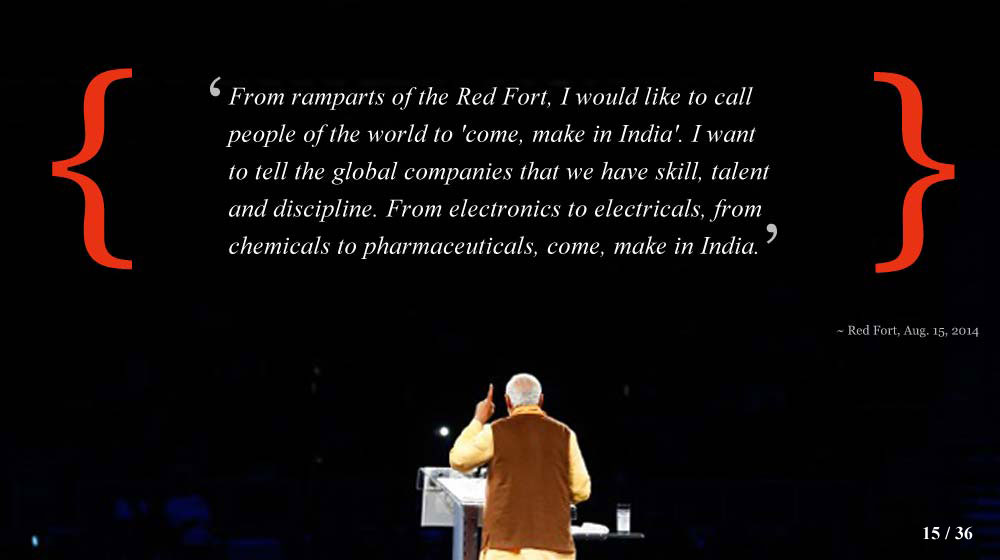 ‘From ramparts of the Red Fort, I would like to call
people of the world to 'come, make in India'. I want
to tell the global companies that we have skill, talent
and discipline. From electronics to electricals, from
chemicals to pharmaceuticals, come, make in India.’
~ Red Fort, Aug. 15, 2014
15 / 36